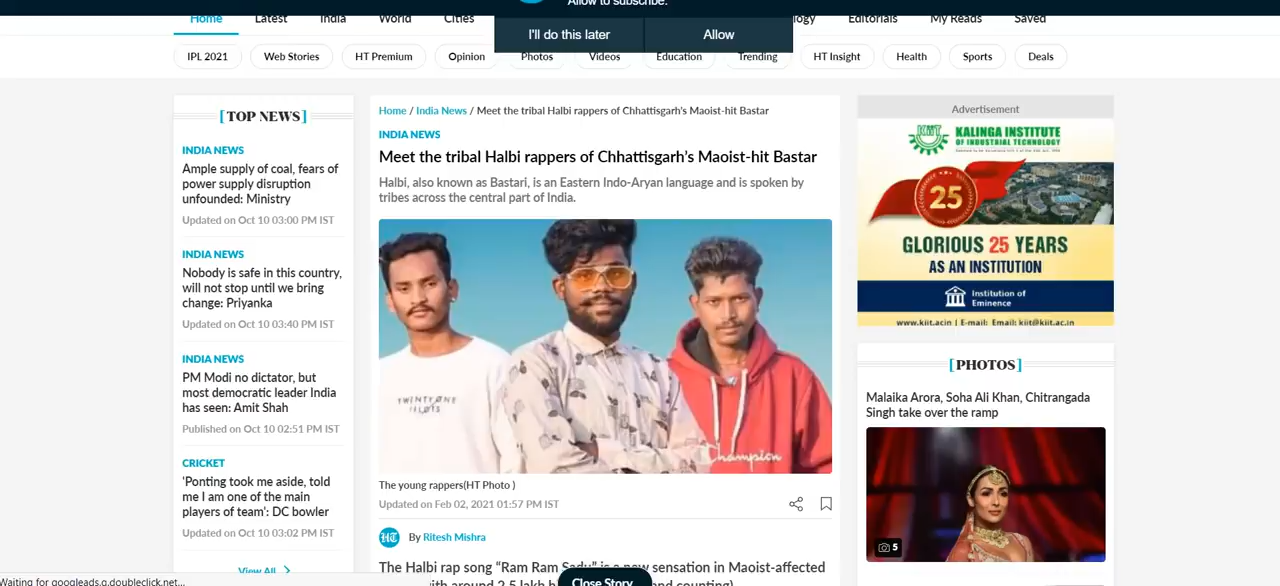 Allow to subscribe.
Home Latest India World Cities
Editorials My Reads Saved
I'll do this later Allow
IPL 2021 Web Stories HT Premium Opinion Photos Videos Education Trending HT Insight Health Sports Deals
[TOP NEWS]
INDIA NEWS
Ample supply of coal, fears of
power supply disruption
unfounded: Ministry
Updated on Oct 10 03:00 PM IST
INDIA NEWS
Nobody is safe in this country,
will not stop until we bring
change: Priyanka
Updated on Oct 10 03:40 PM IST
INDIA NEWS
PM Modi no dictator, but
most democratic leader India
has seen: Amit Shah
Published on Oct 10 02:51 PM IST
CRICKET
'Ponting took me aside, told
me I am one of the main
players of team': DC bowler
Updated on Oct 10 03:02 PM IST
View All
Waiting for googleads.g.doubleclick.net...
Home / India News / Meet the tribal Halbi rappers of Chhattisgarh's Maoist-hit Bastar
INDIA NEWS
Meet the tribal Halbi rappers of Chhattisgarh's Maoist-hit Bastar
Halbi, also known as Bastari, is an Eastern Indo-Aryan language and is spoken by
tribes across the central part of India.
Champion
The young rappers(HT Photo )
Updated on Feb 02, 2021 01:57 PM IST
HT By Ritesh Mishra
The Halbi rap song “Ram Ram Sadu” is a new sensation in Maoist-affected
with around 2.5 lakh and counting)
Close Story
Advertisement
KALINGA INSTITUTE
OF INDUSTRIAL TECHNOLOGY
25
GLORIOUS 25 YEARS
AS AN INSTITUTION
Institution of
Eminence
www.kiit.ac.in | E-mail: Email: kiit@kiit.ac.in
[PHOTOS]
Malaika Arora, Soha Ali Khan, Chitrangada
Singh take over the ramp
5